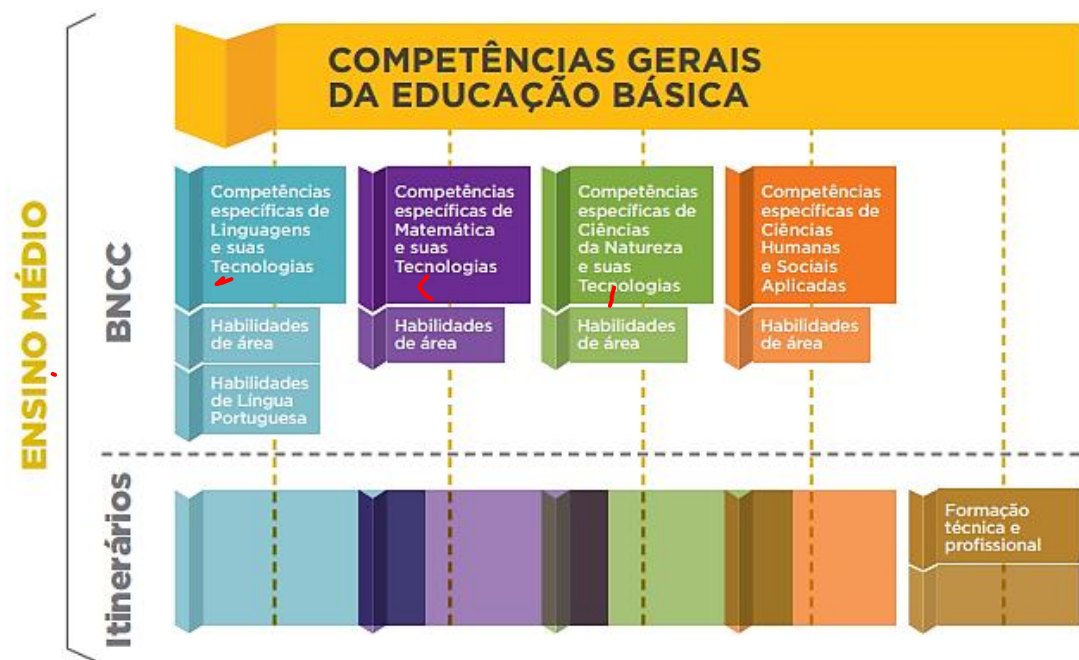 COMPETÊNCIAS GERAIS
DA EDUCAÇÃO BÁSICA
ENSINO MÉDIO
BNCC
Competências
específicas de
Linguagens
e suas
Tecnologias
Habilidades
de área
Habilidades
de Língua
Portuguesa
Competências
específicas de
Matemática
e suas
Tecnologias
Habilidades
de área
Competências
específicas de
Ciências
da Natureza
e suas
Tecnologias
Habilidades
de área
Competências
específicas de
Ciências
Humanas
e Sociais
Aplicadas
Habilidades
de área
Itinerários
Formação
técnica e
profissional